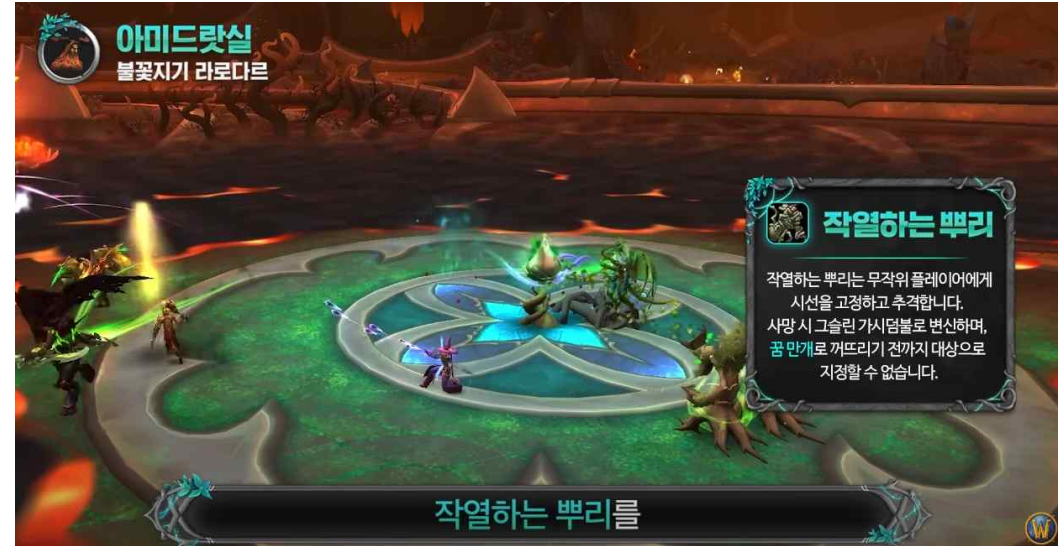 아미드랏실
불꽃지기 라로다르
작열하는 뿌리
작열하는 뿌리는 무작위 플레이어에게
시선을 고정하고 추격합니다.
사망 시 그슬린 가시덤불로 변신하며,
꿈 만개로 꺼뜨리기 전까지 대상으로
지정할 수 없습니다.
작열하는 뿌리를
W